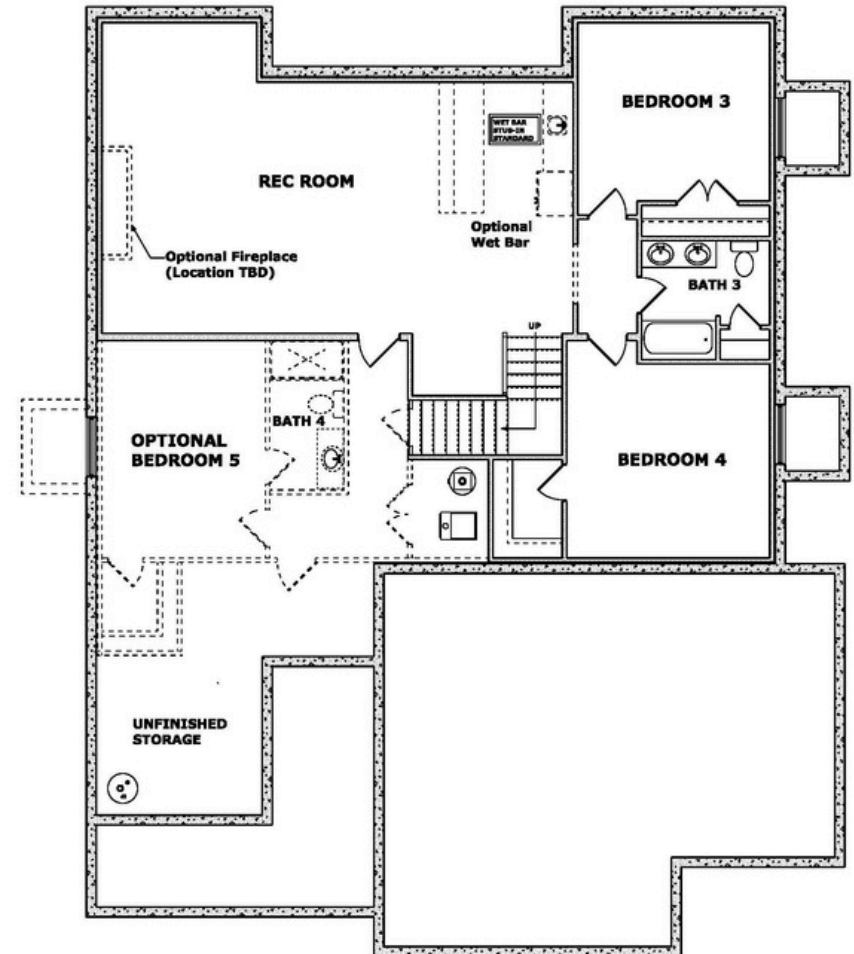 BEDROOM 3
WET BAR
STUB-IN
STANDARD
REC ROOM
Optional
Wet Bar
Optional Fireplace
(Location TBD)
BATH 3
UP
BATH 4
OPTIONAL
BEDROOM 5
BEDROOM 4
UNFINISHED
STORAGE